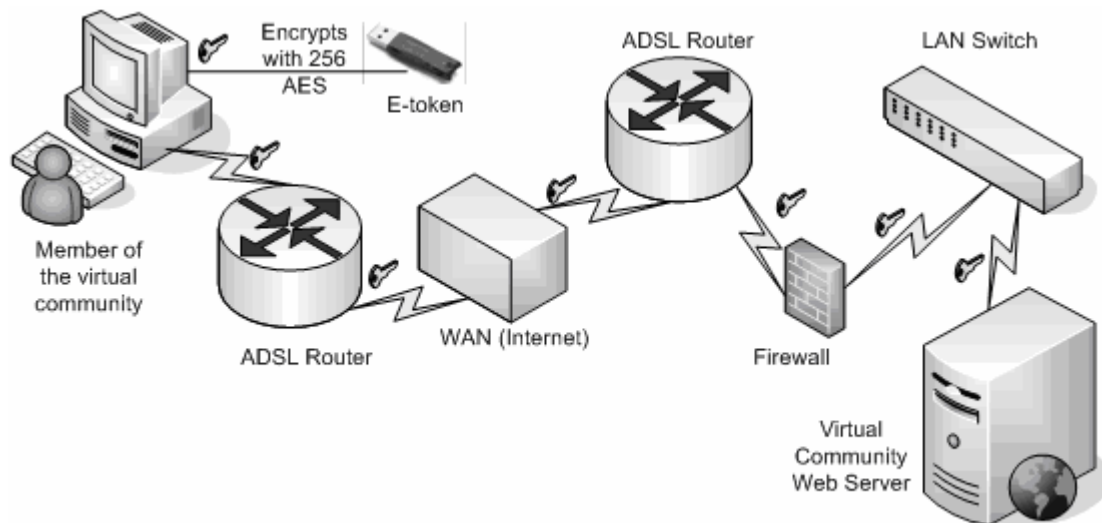 Encrypts
with 256
AES
E-token
ADSL Router
LAN Switch
Member of
the virtual
community
ADSL Router
WAN (Internet)
Firewall
Virtual
Community
Web Server